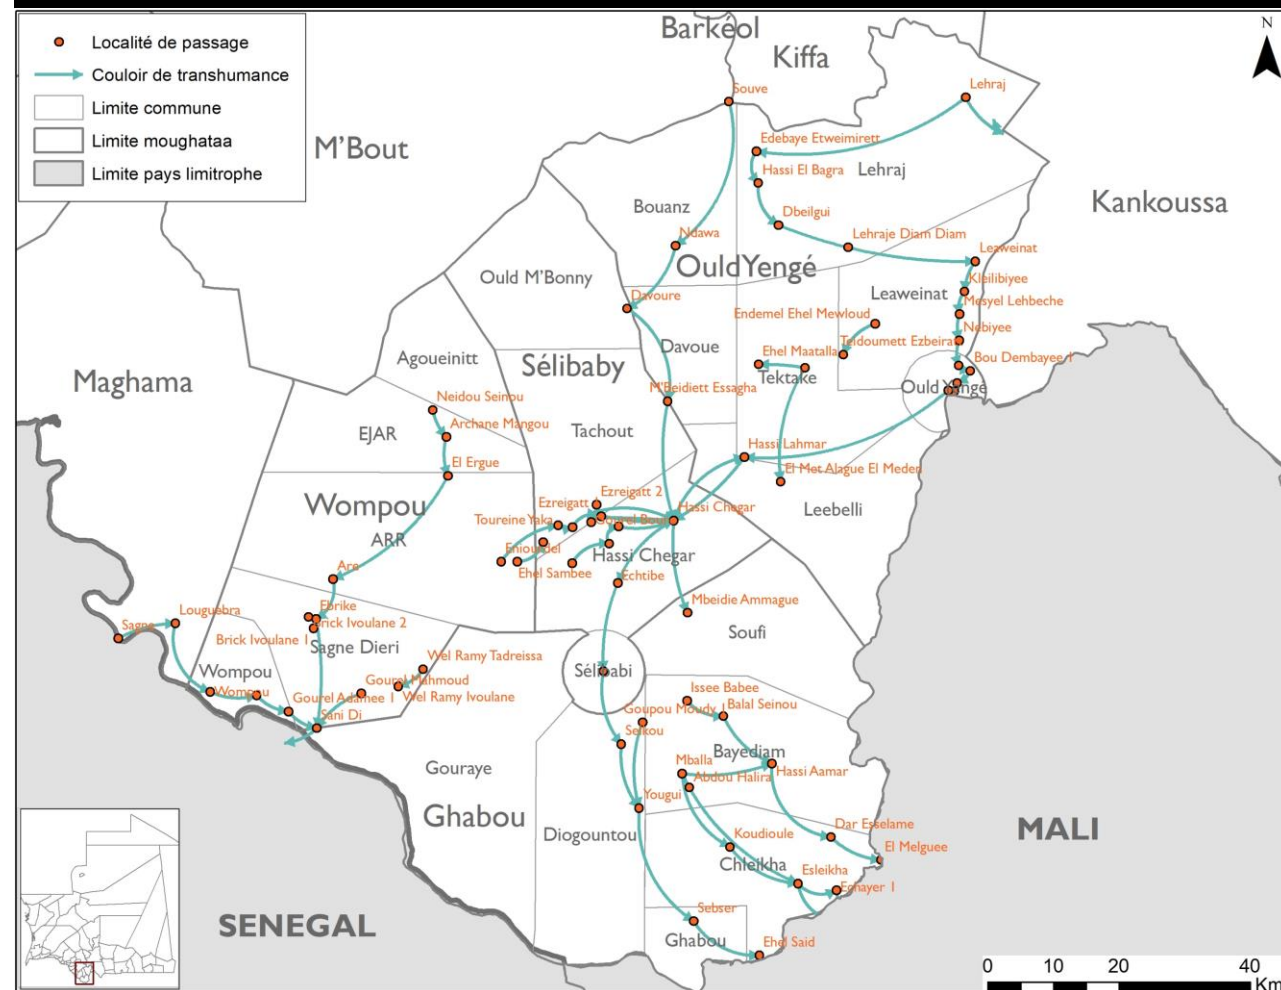 Localité de passage
Couloir de transhumance
Limite commune
Limite moughataa
Limite pays limitrophe
Barkéol
Kiffa
N
Souve
Lehraj
M'Bout
Edebaye Etweimirett
Hassi El Bagra
Lehraj
Kankoussa
Bouanz
Dbeilgui
Ndawa
Lehraje Diam Diam
OuldYengé
Leaweinat
Ould M'Bonny
Kleilibiyee
Davoure
Leaweinat
Mesyel Lehbeche
Endemel Ehel Mewloud
Nebiyee
Davoue
Teidoumett Ezbeirat
Agoueinitt
Sélibaby
Ehel Maatalla
Bou Dembayee 1
Maghama
Tektake
Ould Yengé
M'Beidiett Essagha
Neidou Seinou
Archane Mangou
EJAR
Tachout
Hassi Lahmar
El Ergue
El Met Alague El Meden
Wompou
Ezreigatt 2
Ezreigatt
Hassi Chegar
Leebelli
Toureine Yaka
Gourel Bou
ARR
Hassi Chegar
Eniou
del
Ehel Sambee
Are
Echtibe
Mbeidie Ammague
Louguebra
Ebrike
Sagne
Brick Ivoulane 2
Brick Ivoulane 1
Soufi
Sagne Dieri
Wel Ramy Tadreissa
Wompou
Gourel Mahmoud
Sélibabi
Wompou
Gourel Adamee 1
Wel Ramy Ivoulane
Issee Babee
Sani Di
Goupou Moudy 1
Balal Seinou
Selkou
Bayediam
Mballa
Hassi Aamar
Gouraye
Abdou Halira
Yougui
Ghabou
Dar Esselame
MALI
Diogountou
Koudioule
El Melguee
Chleikha
Esleikha
Echayer 1
SENEGAL
Sebser
Ghabou
Ehel Said
0 10 20 40
Km